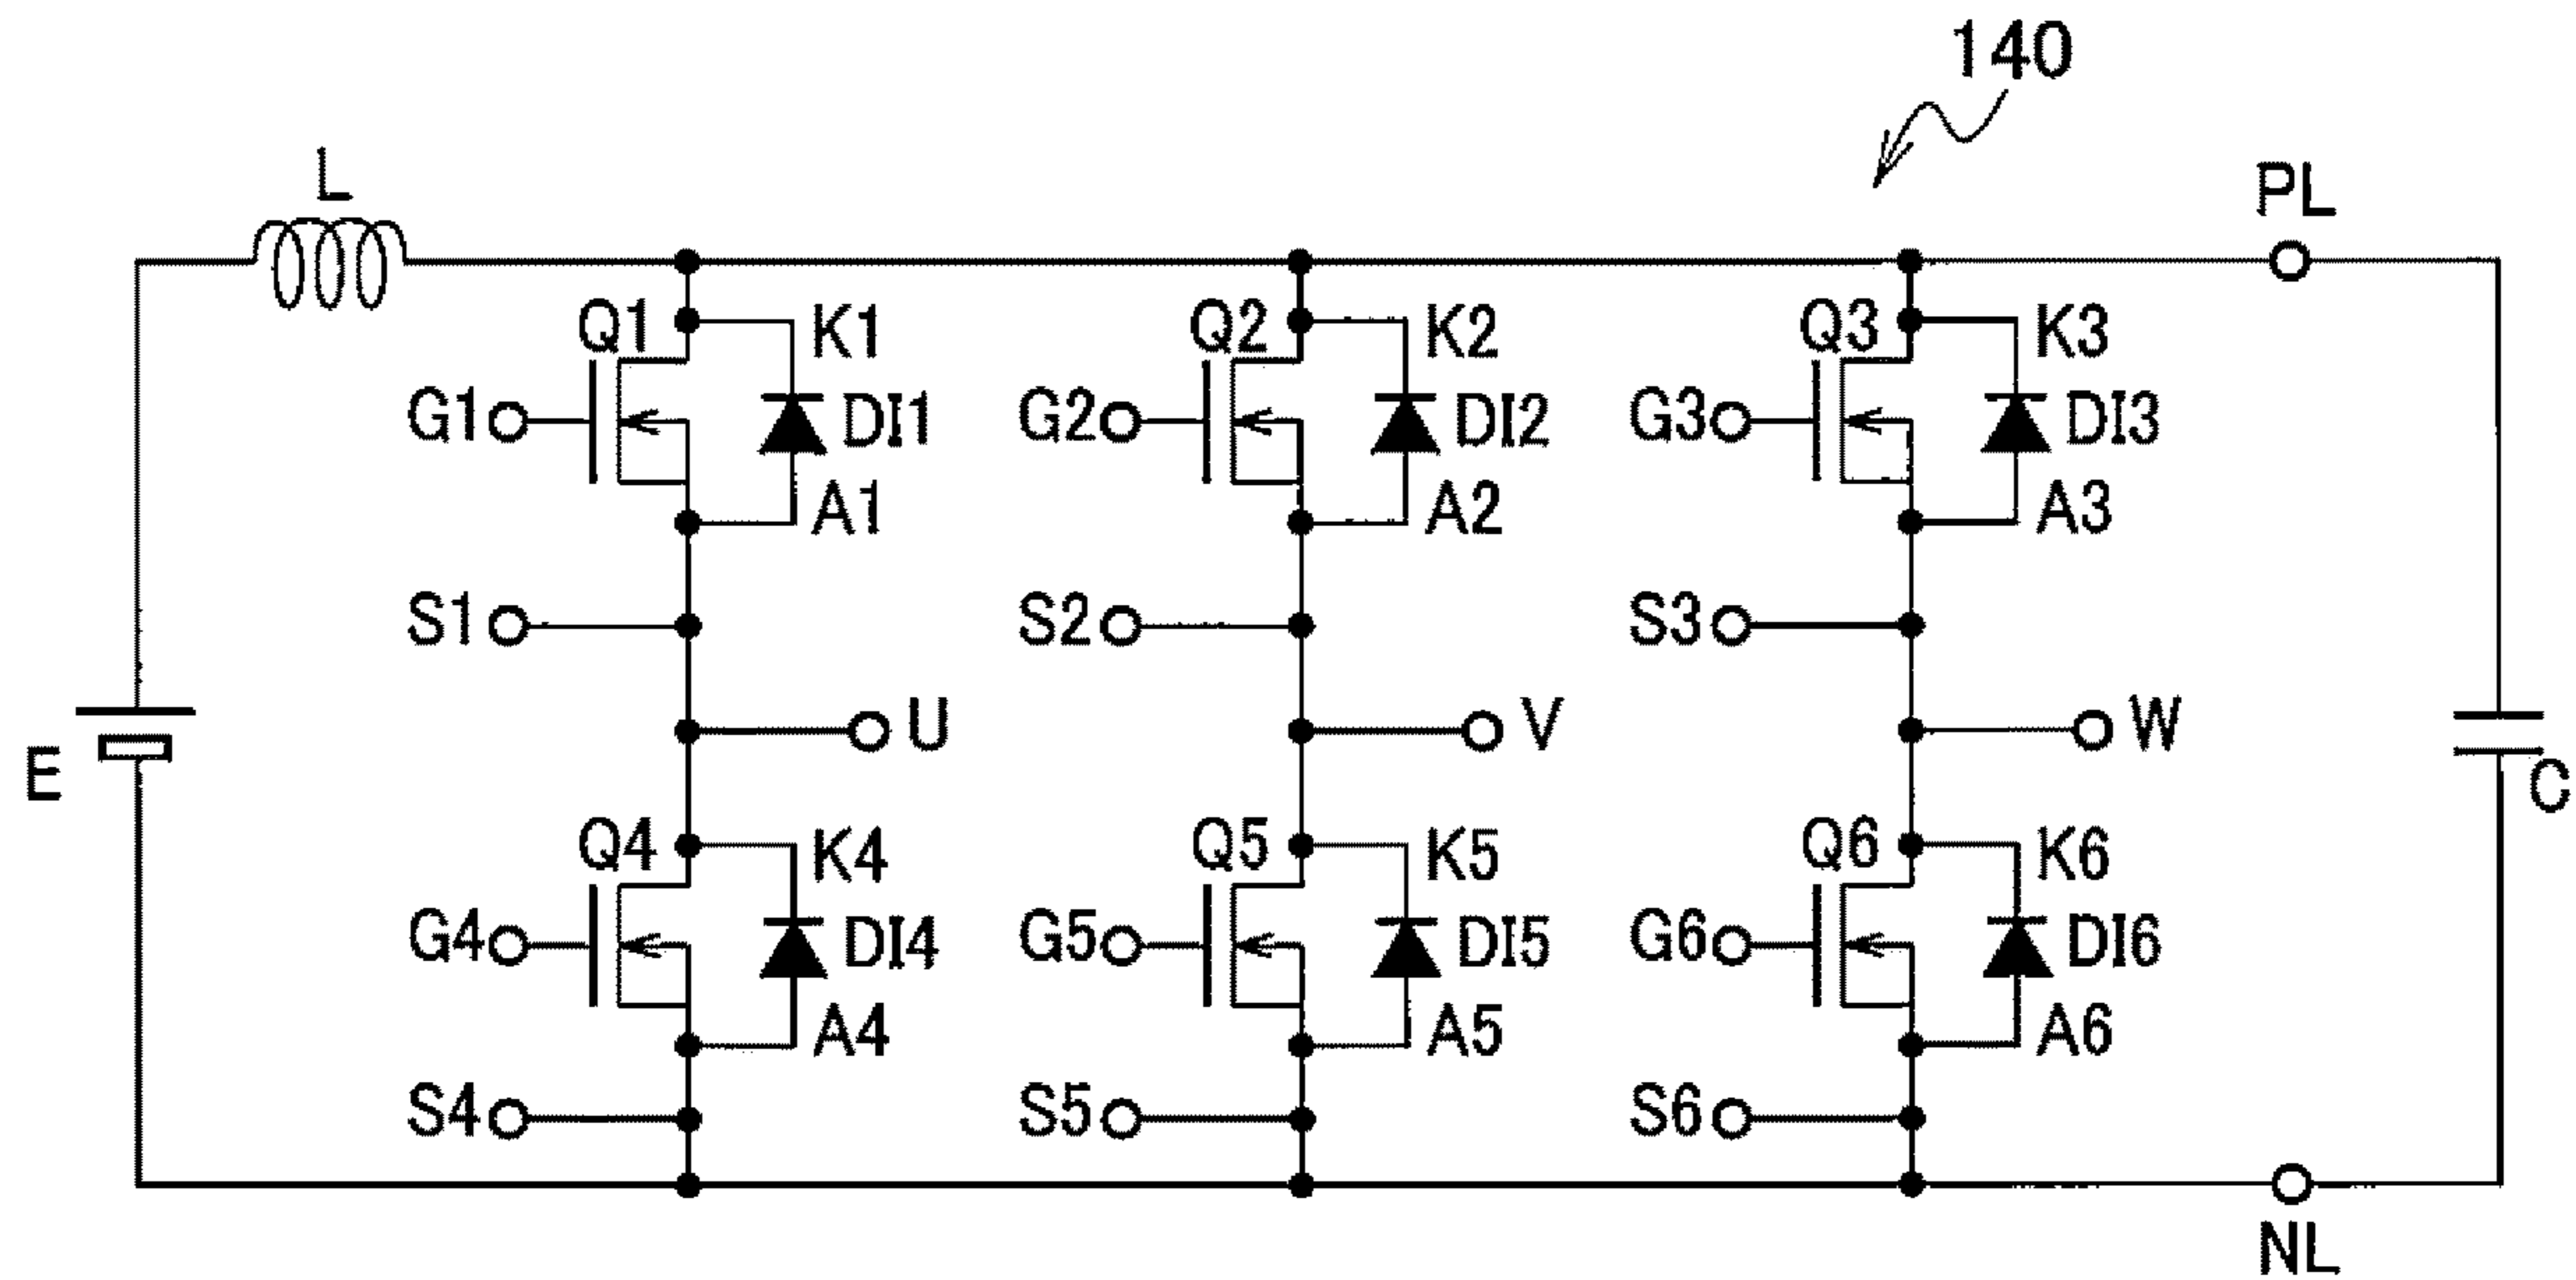 140
L
PL
Q1 K1 Q2 K2 Q3 K3
G1 DI1 G2 DI2 G3 DI3
A1 A2 A3
S1 S2 S3
U V W
E C
Q4 K4 Q5 K5 Q6 K6
G4 DI4 G5 DI5 G6 DI6
A4 A5 A6
S4 S5 S6
NL